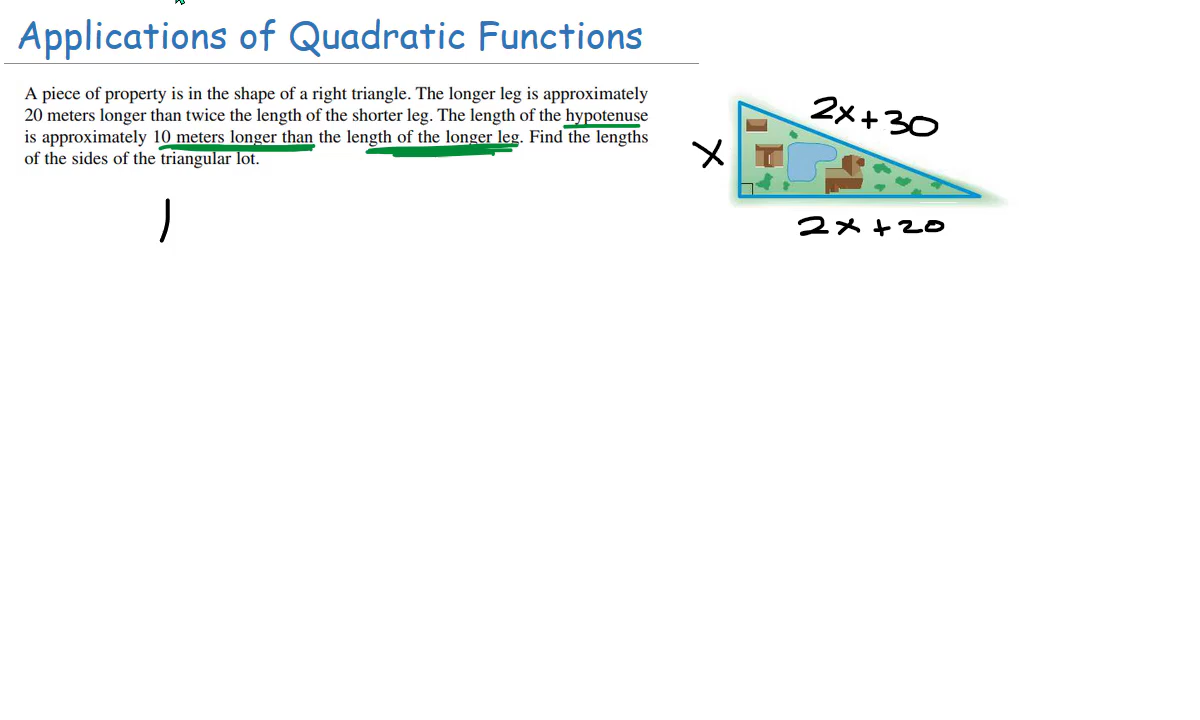 Applications of Quadratic Functions
A piece of property is in the shape of a right triangle. The longer leg is approximately
20 meters longer than twice the length of the shorter leg. The length of the hypotenuse
is approximately 10 meters longer than the length of the longer leg. Find the lengths
of the sides of the triangular lot.
2x+30
x
2x+20